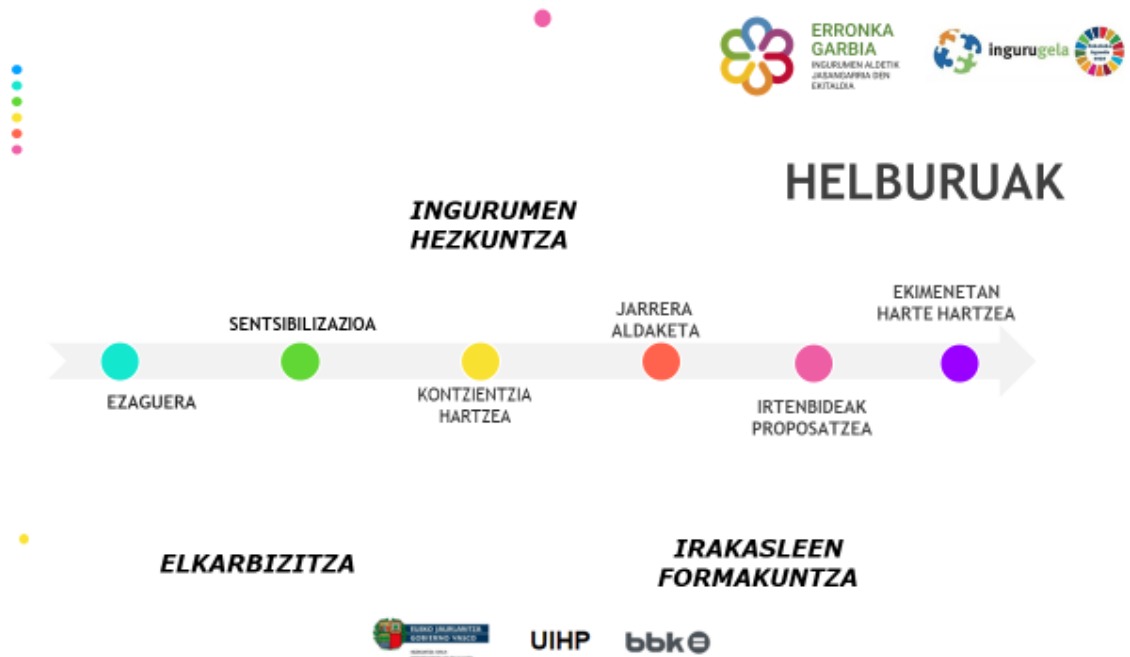 ERRONKA
GARBIA
INGURUMEN ALDETIK
JASANGARRIA DEN
EKITALDIA
ingurugela
HELBURUAK
INGURUMEN
HEZKUNTZA
EKIMENETAN
HARTE HARTZEA
JARRERA
ALDAKETA
SENTSIBILIZAZIOA
EZAGUERA
KONTZIENTZIA
HARTZEA
IRTENBIDEAK
PROPOSATZEA
ELKARBIZITZA
IRAKASLEEN
FORMAKUNTZA
EUSKO JAURLARITZA
GOBIERNO VASCO
UIHP
bbk